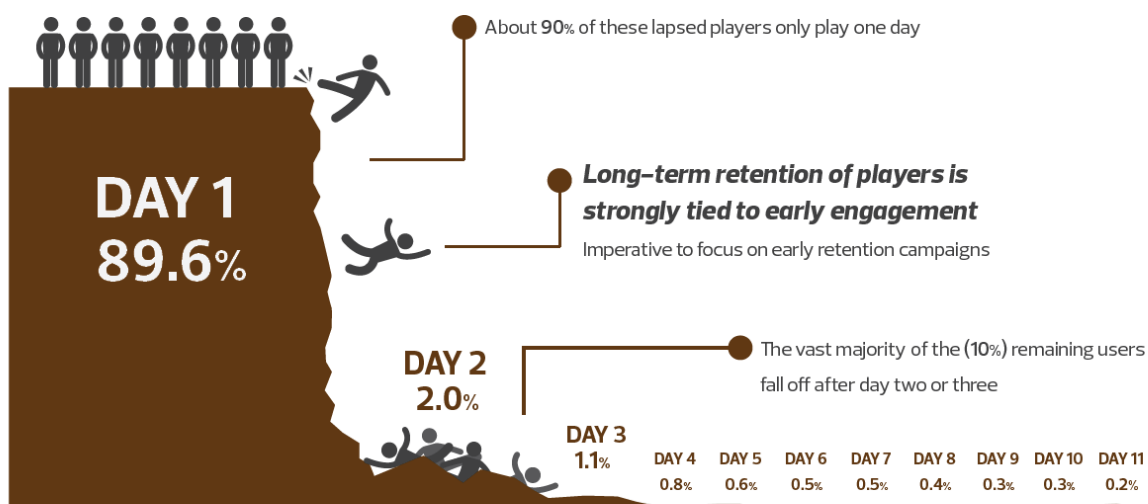 About 90% of these lapsed players only play one day
DAY 1
89.6%
Long-term retention of players is
strongly tied to early engagement
Imperative to focus on early retention campaigns
The vast majority of the (10%) remaining users
fall off after day two or three
DAY 2
2.0%
DAY 3
1.1%
DAY 4
0.8%
DAY 5
0.6%
DAY 6
0.5%
DAY 7
0.5%
DAY 8
0.4%
DAY 9
0.3%
DAY 10
0.3%
DAY 11
0.2%